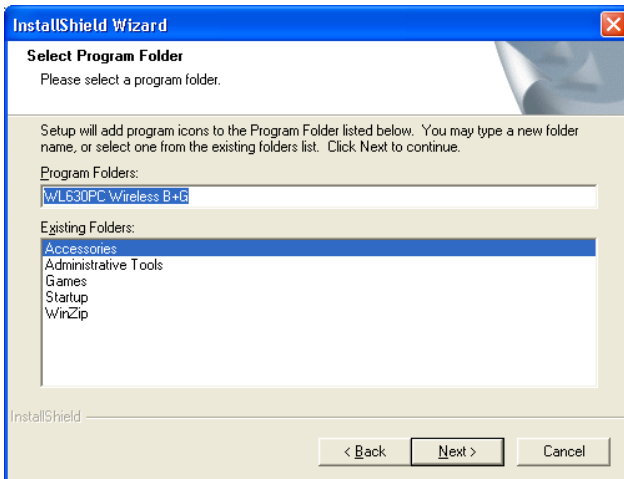 InstallShield Wizard
Select Program Folder
Please select a program folder.
Setup will add program icons to the Program Folder listed below. You may type a new folder
name, or select one from the existing folders list. Click Next to continue.
Program Folders:
WL630PC Wireless B+G
Existing Folders:
Accessories
Administrative Tools
Games
Startup
WinZip
InstallShield
< Back Next > Cancel